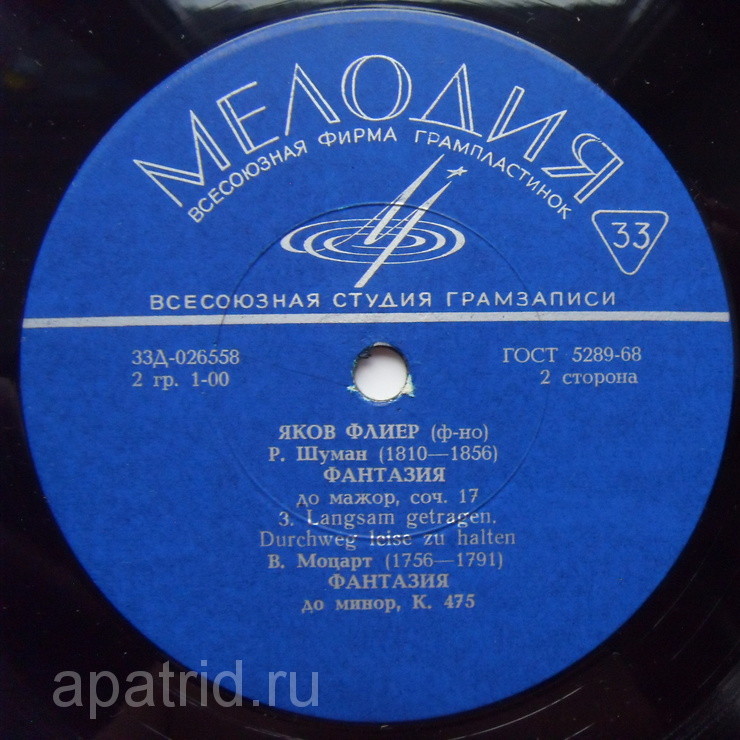 МЕЛОДИЯ
ВСЕСОЮЗНАЯ ФИРМА ГРАМПЛАСТИНОК
33
ВСЕСОЮЗНАЯ СТУДИЯ ГРАМЗАПИСИ
33Д-026558
ГОСТ 5289-68
2 гр. 1-00
2 сторона
ЯКОВ ФЛИЕР (ф-но)
Р. Шуман (1810—1856)
ФАНТАЗИЯ
до мажор, соч. 17
3. Langsam getragen.
Durchweg leise zu halten
В. Моцарт (1756—1791)
ФАНТАЗИЯ
до минор, К. 475
apatrid.ru